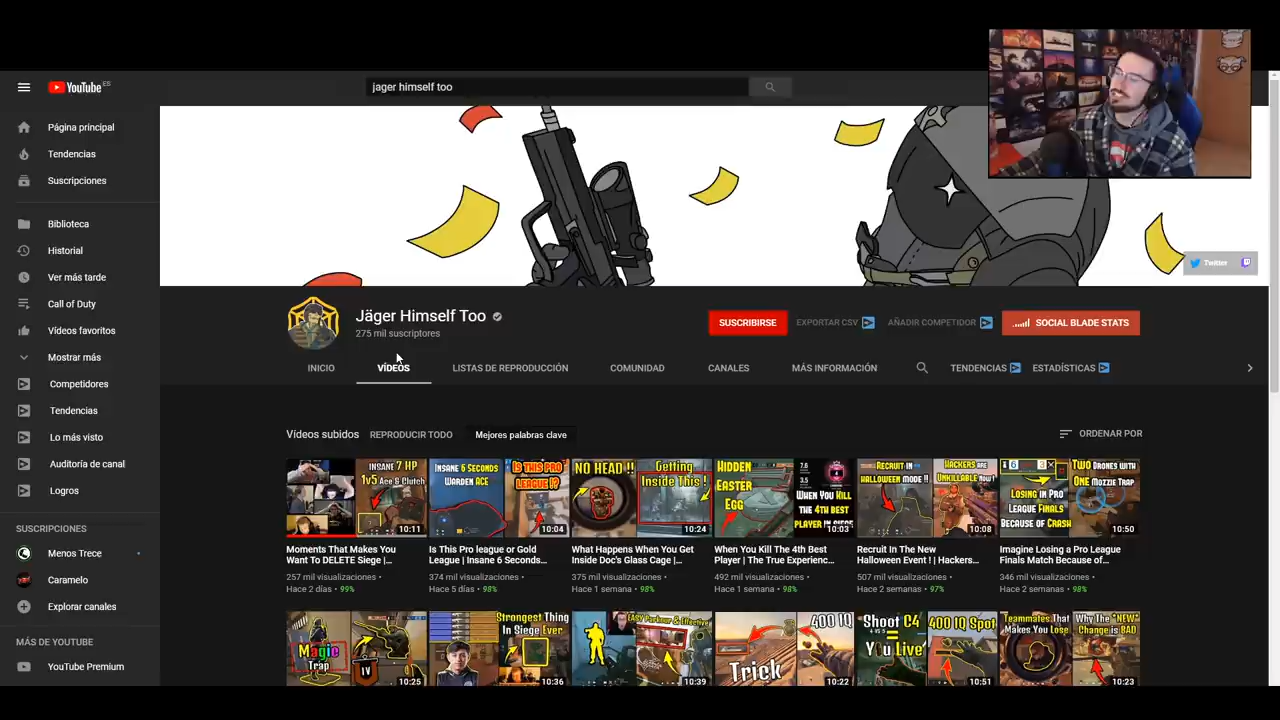 YouTube ES
jager himself too
Página principal
Tendencias
Suscripciones
Biblioteca
Historial
Ver más tarde
Call of Duty
Vídeos favoritos
Mostrar más
Competidores
Tendencias
Lo más visto
Auditoría de canal
Logros
SUSCRIPCIONES
Menos Trece
Caramelo
Explorar canales
MÁS DE YOUTUBE
YouTube Premium
Twitter
Jäger Himself Too
275 mil suscriptores
SUSCRIBIRSE
EXPORTAR CSV
AÑADIR COMPETIDOR
SOCIAL BLADE STATS
INICIO
VÍDEOS
LISTAS DE REPRODUCCIÓN
COMUNIDAD
CANALES
MÁS INFORMACIÓN
TENDENCIAS
ESTADÍSTICAS
Vídeos subidos
REPRODUCIR TODO
Mejores palabras clave
ORDENAR POR
INSANE 7 HP
1v5 Ace & Clutch
10:11
Moments That Makes You
Want To DELETE Siege |...
257 mil visualizaciones •
Hace 2 días • 99%
INSANE 6 SECONDS
WARDEN ACE
IS THIS PRO
LEAGUE !?
10:04
Is This Pro league or Gold
League | Insane 6 Seconds...
374 mil visualizaciones •
Hace 5 días • 98%
NO HEAD !!
Getting
Inside This !
10:24
What Happens When You Get
Inside Doc's Glass Cage |...
375 mil visualizaciones •
Hace 1 semana • 98%
HIDDEN
EASTER
EGG
WHEN YOU KILL
THE 4TH BEST
PLAYER IN SIEGE
10:03
When You Kill The 4th Best
Player | The True Experienc...
492 mil visualizaciones •
Hace 1 semana • 98%
RECRUIT IN
HALLOWEEN MODE !!
HACKERS ARE
UNKILLABLE NOW !
10:08
Recruit In The New
Halloween Event ! | Hackers...
507 mil visualizaciones •
Hace 2 semanas • 97%
LOSING IN PRO
LEAGUE FINALS
BECAUSE OF CRASH
TWO DRONES WITH
ONE MOZZIE TRAP
10:50
Imagine Losing a Pro League
Finals Match Because of...
346 mil visualizaciones •
Hace 2 semanas • 98%
Magic
Trap
10:25
Strongest Thing
In Siege Ever
10:36
EASY Parkour & Effective
10:39
Trick
400 IQ
10:22
Shoot C4
You Live
400 IQ Spot
10:51
Teammates That
Makes You Lose
Why The "NEW"
Change is BAD
10:23